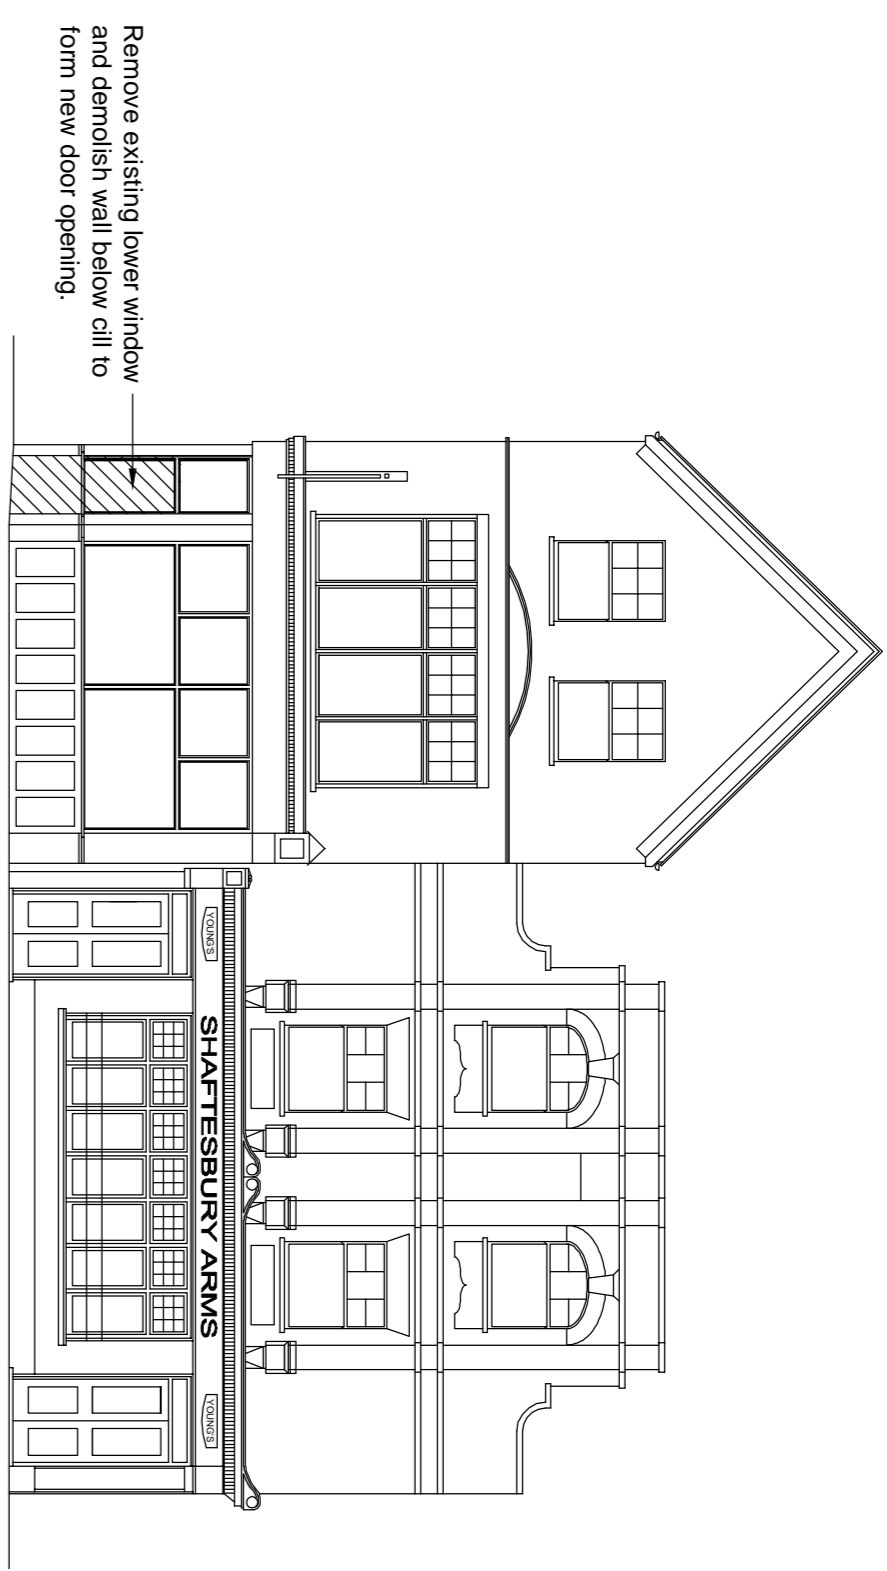 Remove existing lower window
and demolish wall below cill to
form new door opening.
YOUNG'S
SHAFTESBURY ARMS
YOUNG'S